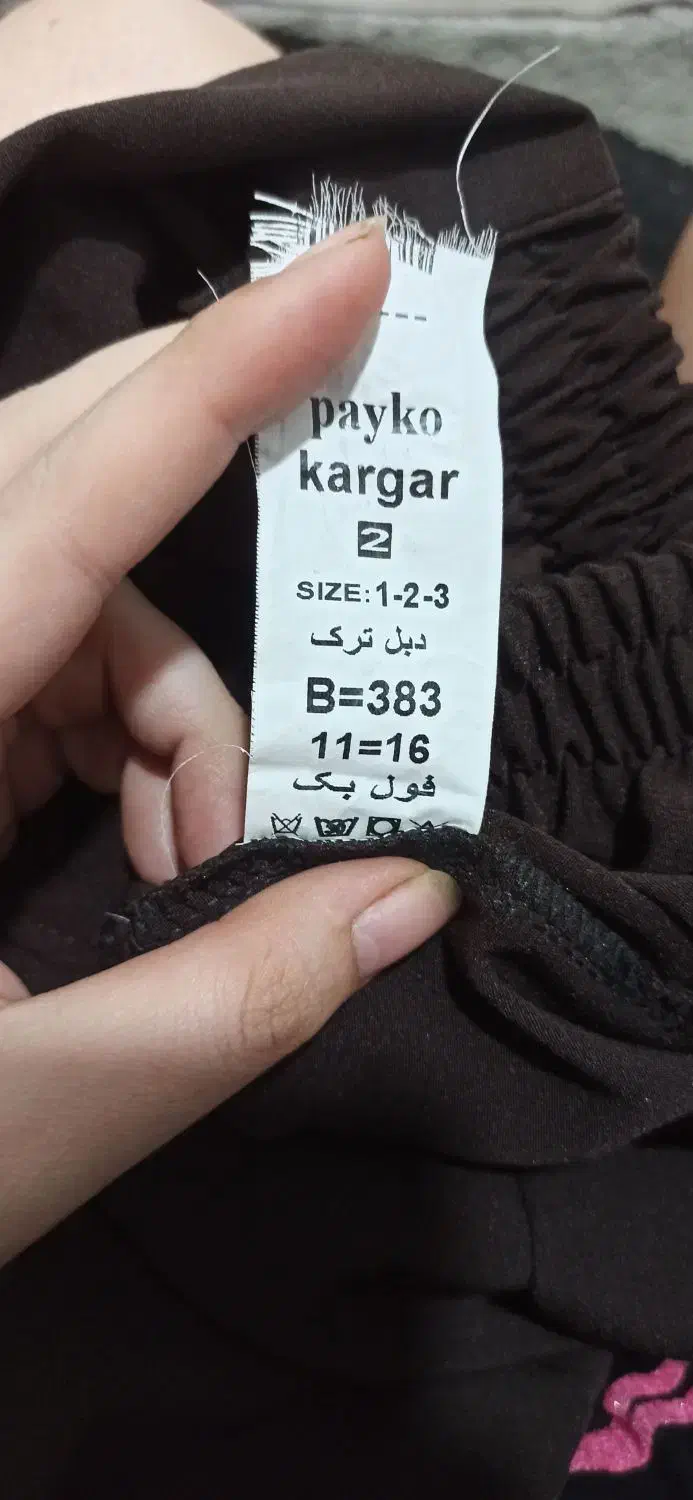 payko
kargar
2
SIZE:1-2-3
دبل ترک
B=383
11=16
فول بک